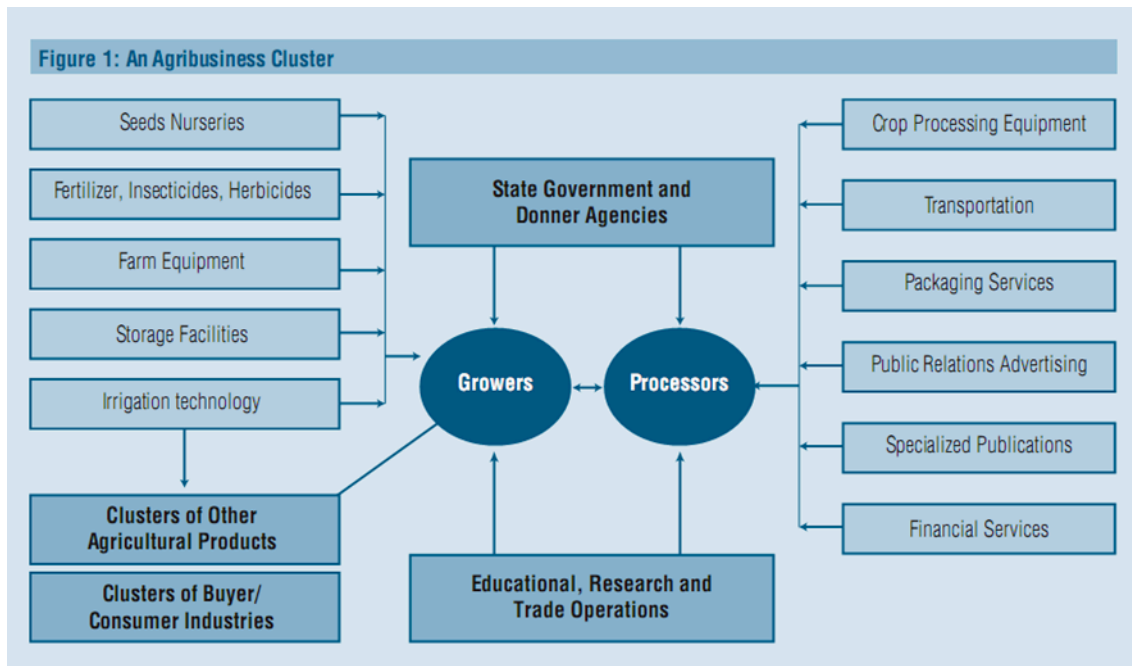 Figure 1: An Agribusiness Cluster
Seeds Nurseries
Fertilizer, Insecticides, Herbicides
Farm Equipment
Storage Facilities
Irrigation technology
Clusters of Other
Agricultural Products
Clusters of Buyer/
Consumer Industries
State Government and
Donner Agencies
Growers
Processors
Educational, Research and
Trade Operations
Crop Processing Equipment
Transportation
Packaging Services
Public Relations Advertising
Specialized Publications
Financial Services